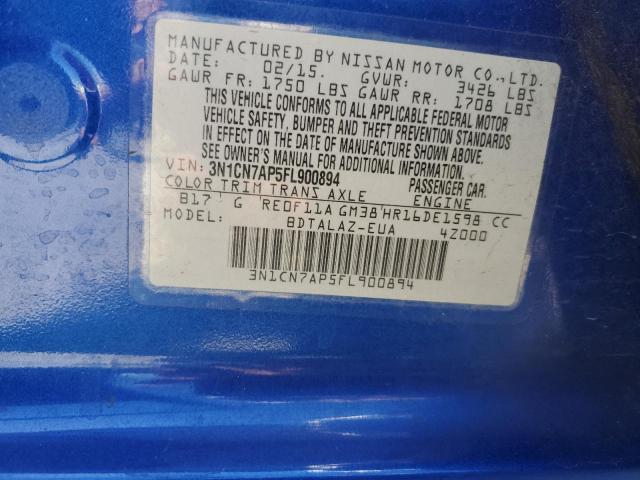 MANUFACTURED BY NISSAN MOTOR CO., LTD.
DATE: 02/15. GVWR: 3426 LBS
GAWR FR: 1750 LBS GAWR RR: 1708 LBS
THIS VEHICLE CONFORMS TO ALL APPLICABLE FEDERAL MOTOR
VEHICLE SAFETY, BUMPER AND THEFT PREVENTION STANDARDS
IN EFFECT ON THE DATE OF MANUFACTURE SHOWN ABOVE.
SEE OWNER'S MANUAL FOR ADDITIONAL INFORMATION.
VIN: 3N1CN7AP5FL900894 PASSENGER CAR.
COLOR TRIM TRANS AXLE ENGINE
B17 G RE0F11A GM38 HR16DE1598 CC
MODEL: BDTALAZ-EUA 4Z000
3N1CN7AP5FL900894